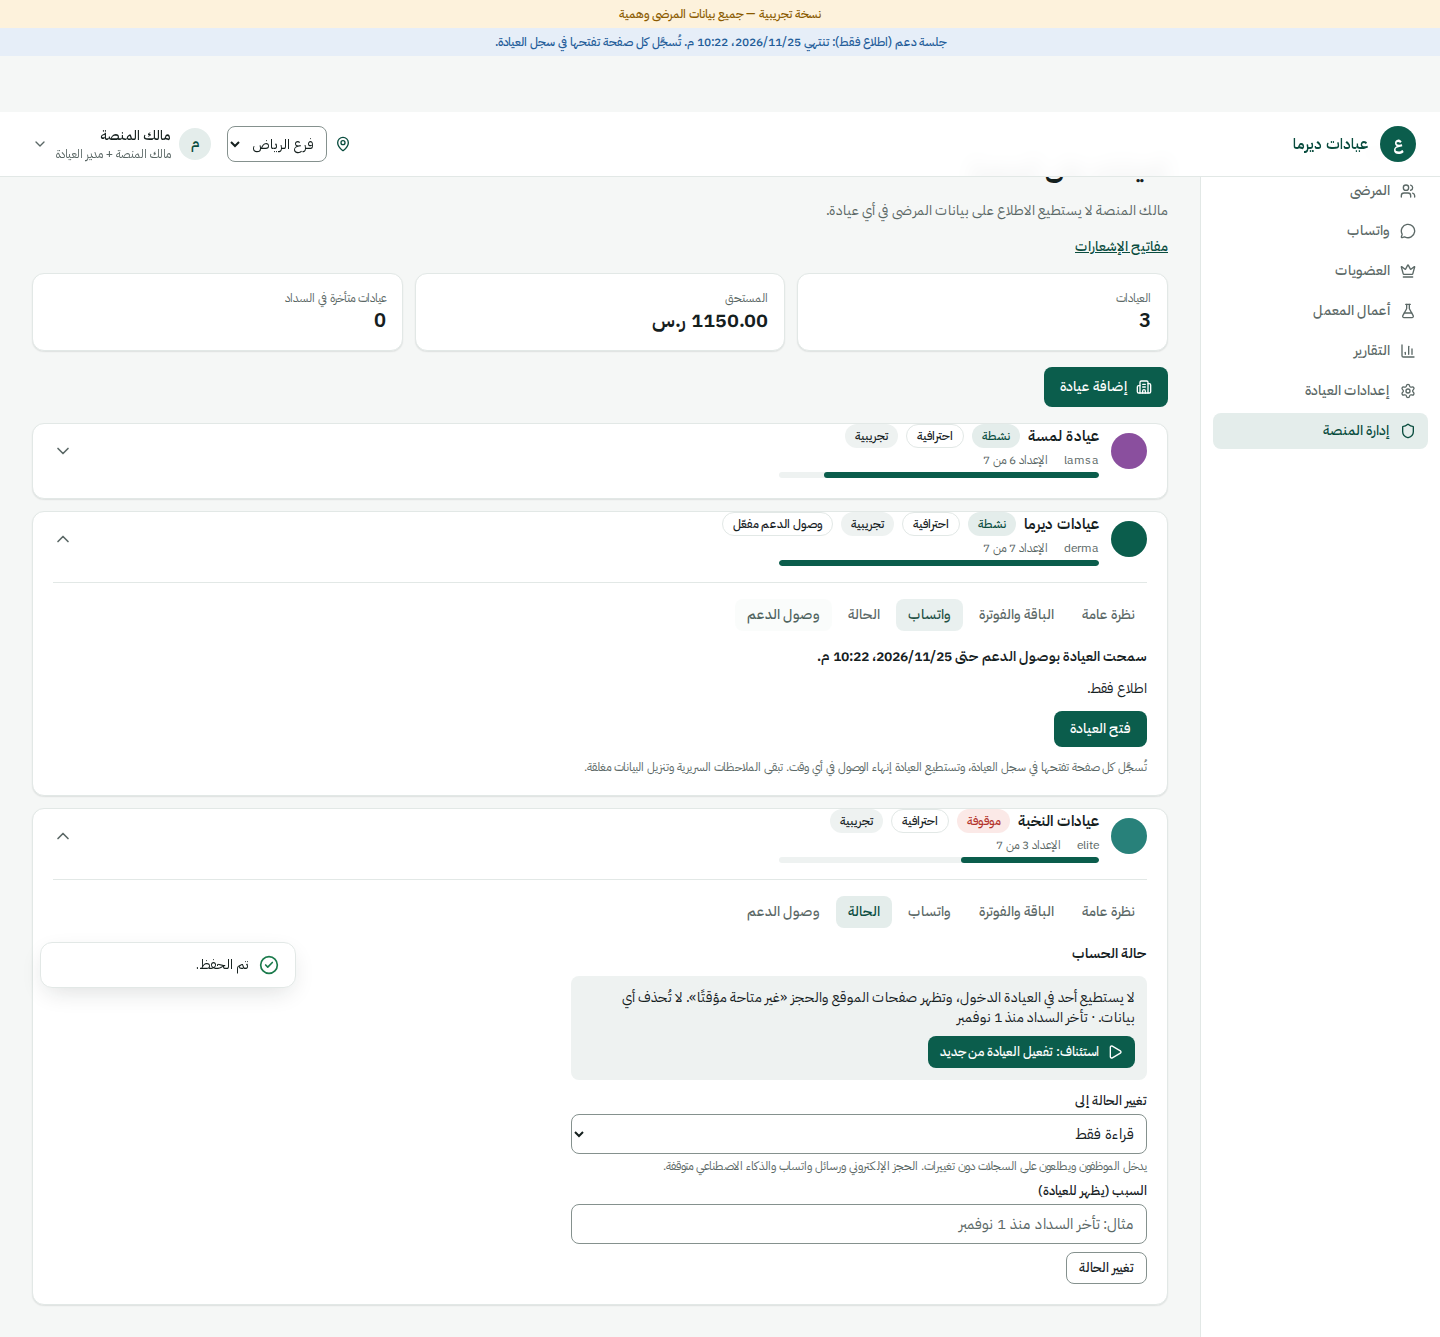 نسخة تجريبية — جميع بيانات المرضى وهمية
جلسة دعم (اطلاع فقط): تنتهي 2026/11/25، 10:22 م. تُسجَّل كل صفحة تفتحها في سجل العيادة.
ع
عيادات ديرما
فرع الرياض
م
مالك المنصة
مالك المنصة + مدير العيادة
المرضى
واتساب
العضويات
أعمال المعمل
التقارير
إعدادات العيادة
إدارة المنصة
مالك المنصة لا يستطيع الاطلاع على بيانات المرضى في أي عيادة.
مفاتيح الإشعارات
العيادات
3
المستحق
1150.00 ر.س
عيادات متأخرة في السداد
0
إضافة عيادة
عيادة لمسة نشطة احترافية تجريبية
lamsa الإعداد 6 من 7
عيادات ديرما نشطة احترافية تجريبية وصول الدعم مفعّل
derma الإعداد 7 من 7
نظرة عامة الباقة والفوترة واتساب الحالة وصول الدعم
سمحت العيادة بوصول الدعم حتى 2026/11/25، 10:22 م.
اطلاع فقط.
فتح العيادة
تُسجَّل كل صفحة تفتحها في سجل العيادة، وتستطيع العيادة إنهاء الوصول في أي وقت. تبقى الملاحظات السريرية وتنزيل البيانات مغلقة.
عيادات النخبة موقوفة احترافية تجريبية
elite الإعداد 3 من 7
نظرة عامة الباقة والفوترة واتساب الحالة وصول الدعم
حالة الحساب
تم الحفظ.
لا يستطيع أحد في العيادة الدخول، وتظهر صفحات الموقع والحجز «غير متاحة مؤقتًا». لا تُحذف أي
بيانات. · تأخر السداد منذ 1 نوفمبر
استئناف: تفعيل العيادة من جديد
تغيير الحالة إلى
قراءة فقط
يدخل الموظفون ويطلعون على السجلات دون تغييرات. الحجز الإلكتروني ورسائل واتساب والذكاء الاصطناعي متوقفة.
السبب (يظهر للعيادة)
مثال: تأخر السداد منذ 1 نوفمبر
تغيير الحالة